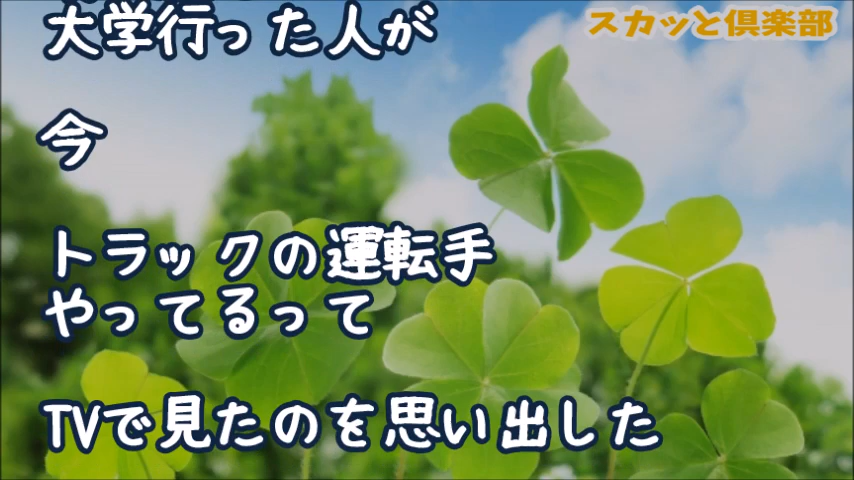 スカッと倶楽部
大学行った人が
今
トラックの運転手
やってるって
TVで見たのを思い出した